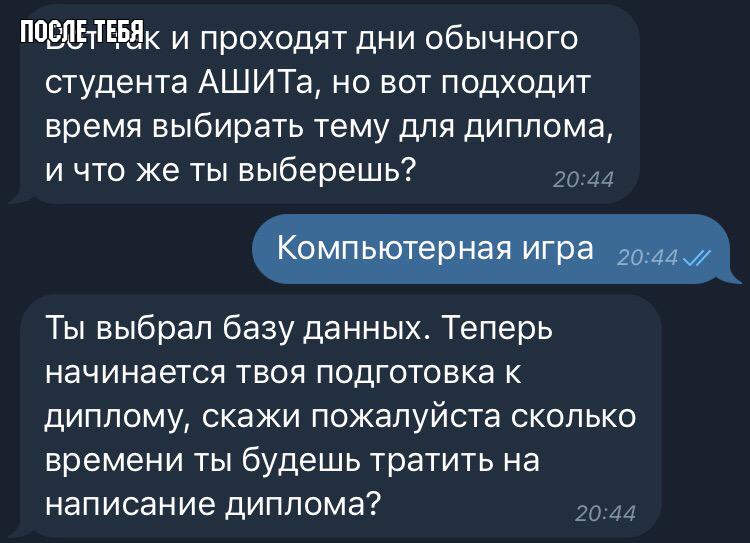 ПОСЛЕ ТЕБЯ
Вот так и проходят дни обычного
студента АШИТа, но вот подходит
время выбирать тему для диплома,
и что же ты выберешь? 20:44
Компьютерная игра 20:44
Ты выбрал базу данных. Теперь
начинается твоя подготовка к
диплому, скажи пожалуйста сколько
времени ты будешь тратить на
написание диплома? 20:44